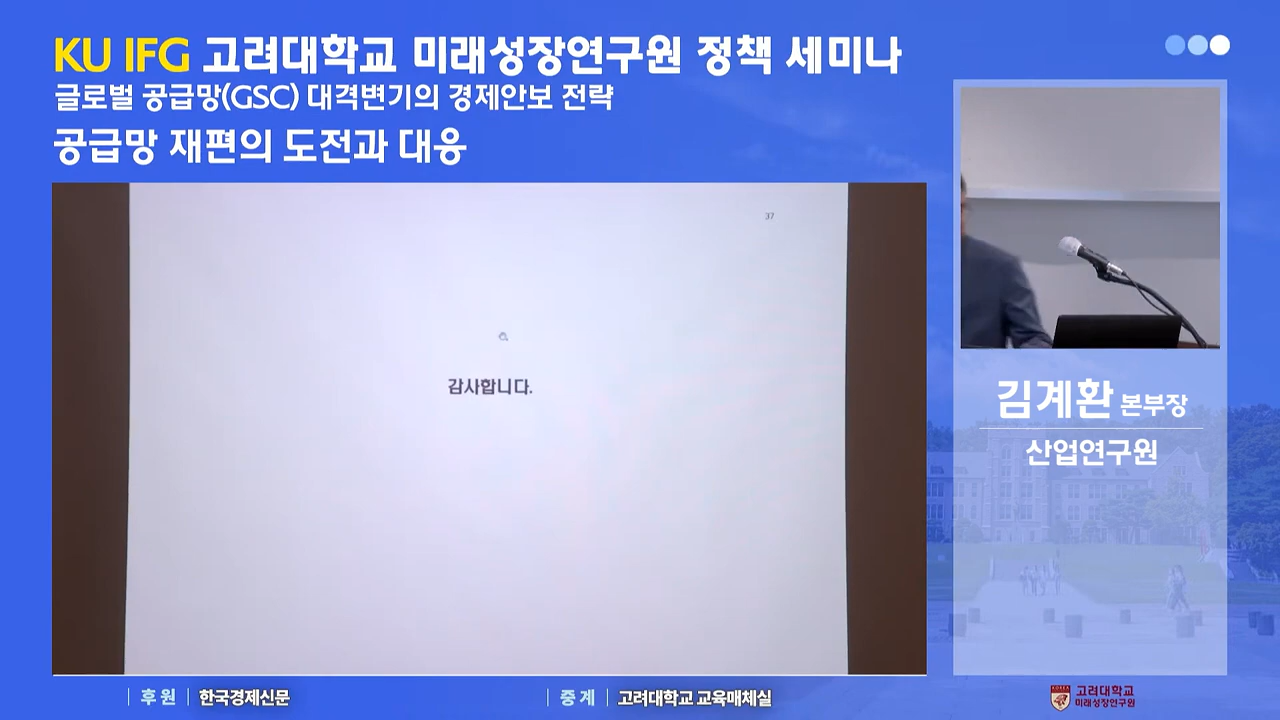 KU IFG 고려대학교 미래성장연구원 정책 세미나
글로벌 공급망(GSC) 대격변기의 경제안보 전략
공급망 재편의 도전과 대응
37
감사합니다.
김계환 본부장
산업연구원
후원 한국경제신문
중계 고려대학교 교육매체실
고려대학교
미래성장연구원